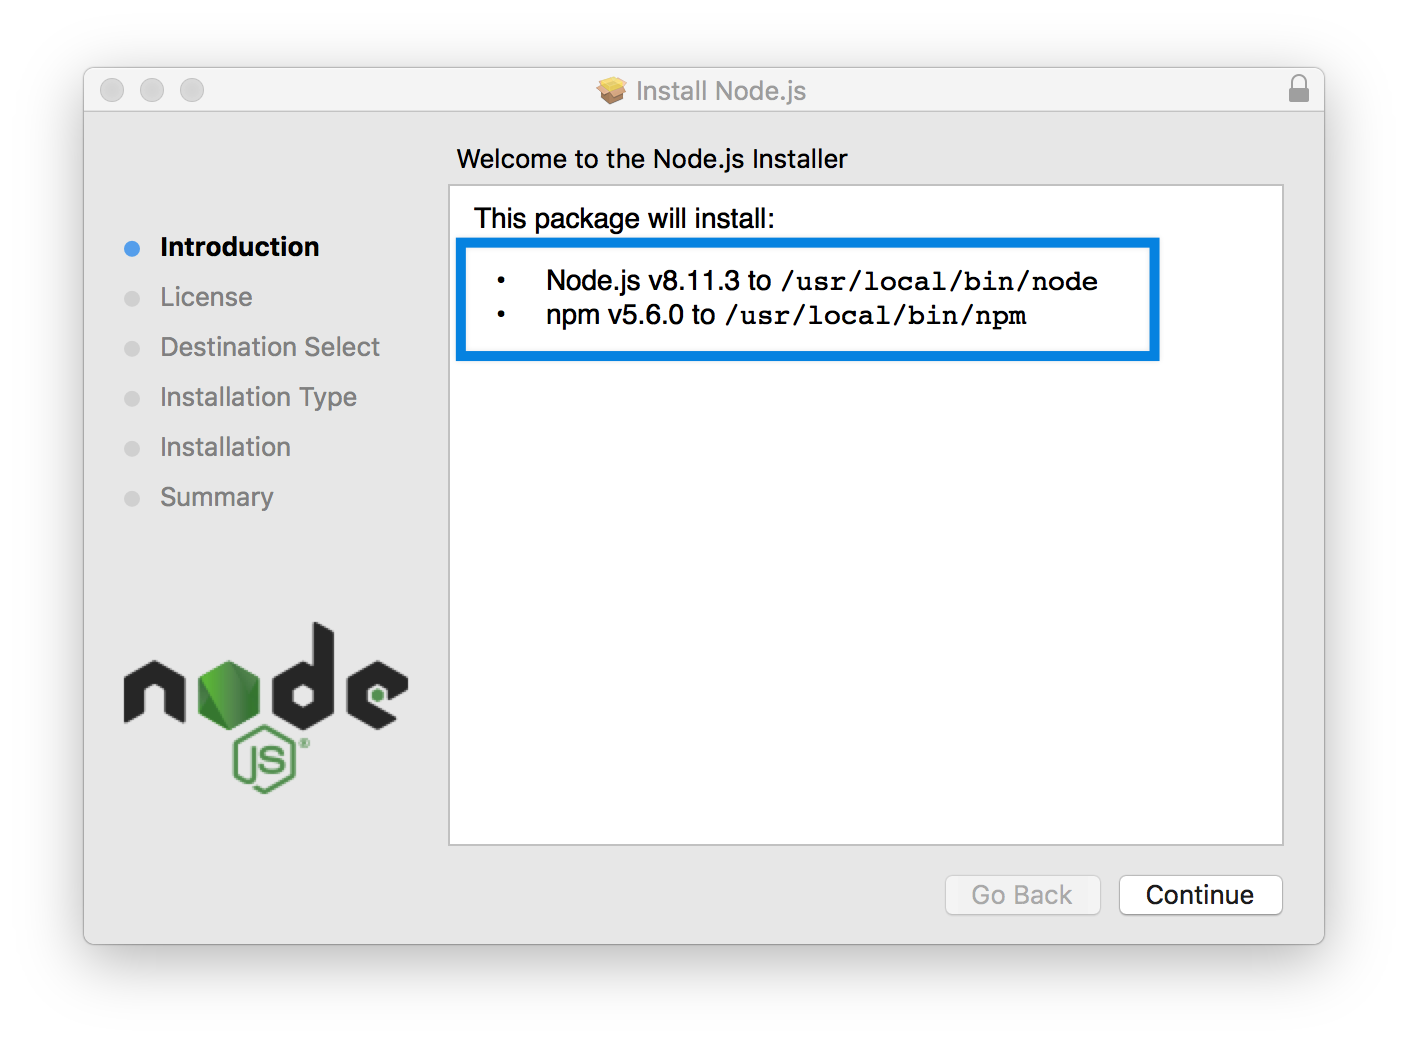 Install Node.js
Welcome to the Node.js Installer
Introduction
License
Destination Select
Installation Type
Installation
Summary
This package will install:
• Node.js v8.11.3 to /usr/local/bin/node
• npm v5.6.0 to /usr/local/bin/npm
node
JS®
Go Back
Continue